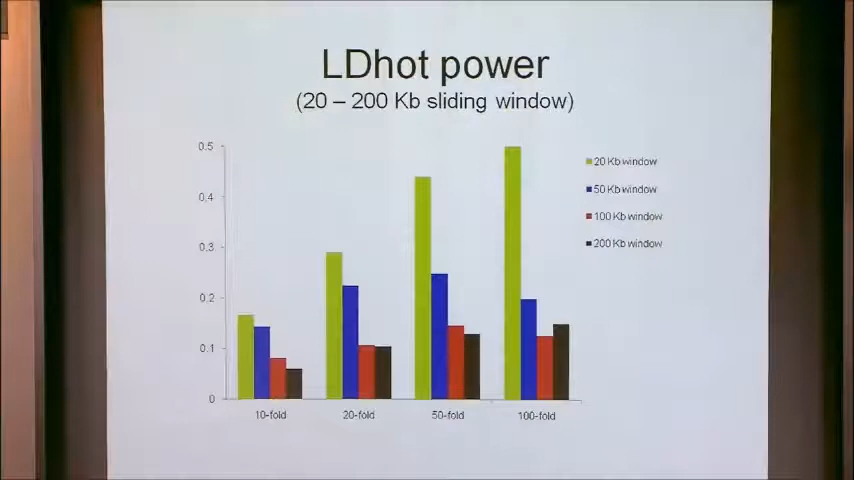 LDhot power
(20 – 200 Kb sliding window)
0.5
0.4
0.3
0.2
0.1
0
10-fold
20-fold
50-fold
100-fold
20 Kb window
50 Kb window
100 Kb window
200 Kb window